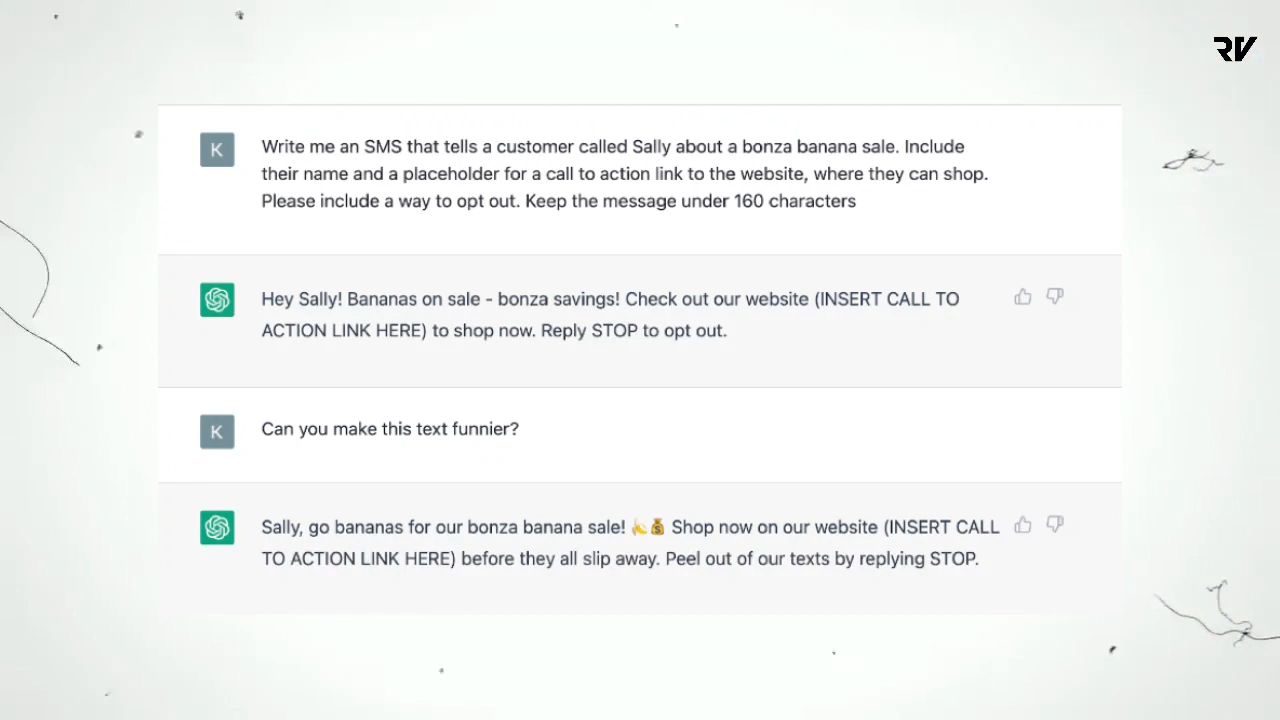 RV
K
Write me an SMS that tells a customer called Sally about a bonza banana sale. Include
their name and a placeholder for a call to action link to the website, where they can shop.
Please include a way to opt out. Keep the message under 160 characters
Hey Sally! Bananas on sale - bonza savings! Check out our website (INSERT CALL TO
ACTION LINK HERE) to shop now. Reply STOP to opt out.
K
Can you make this text funnier?
Sally, go bananas for our bonza banana sale! 🍌💰 Shop now on our website (INSERT CALL
TO ACTION LINK HERE) before they all slip away. Peel out of our texts by replying STOP.